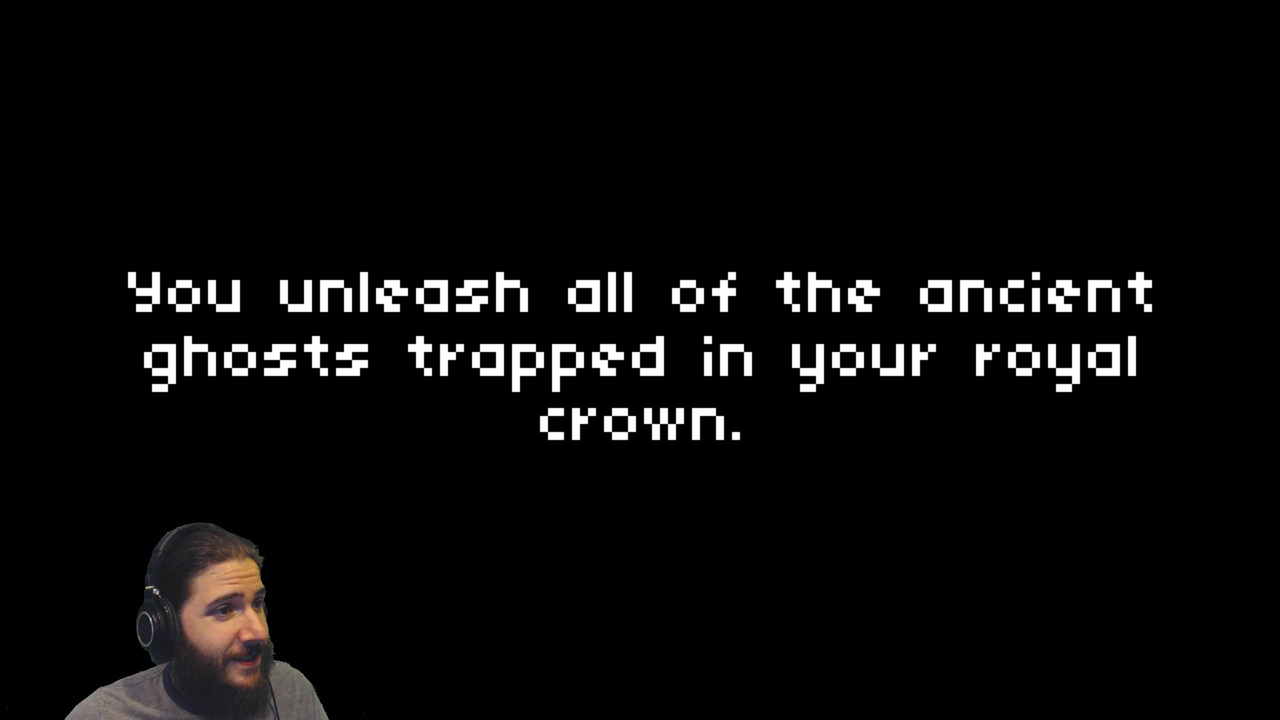 You unleash all of the ancient
ghosts trapped in your royal
crown.